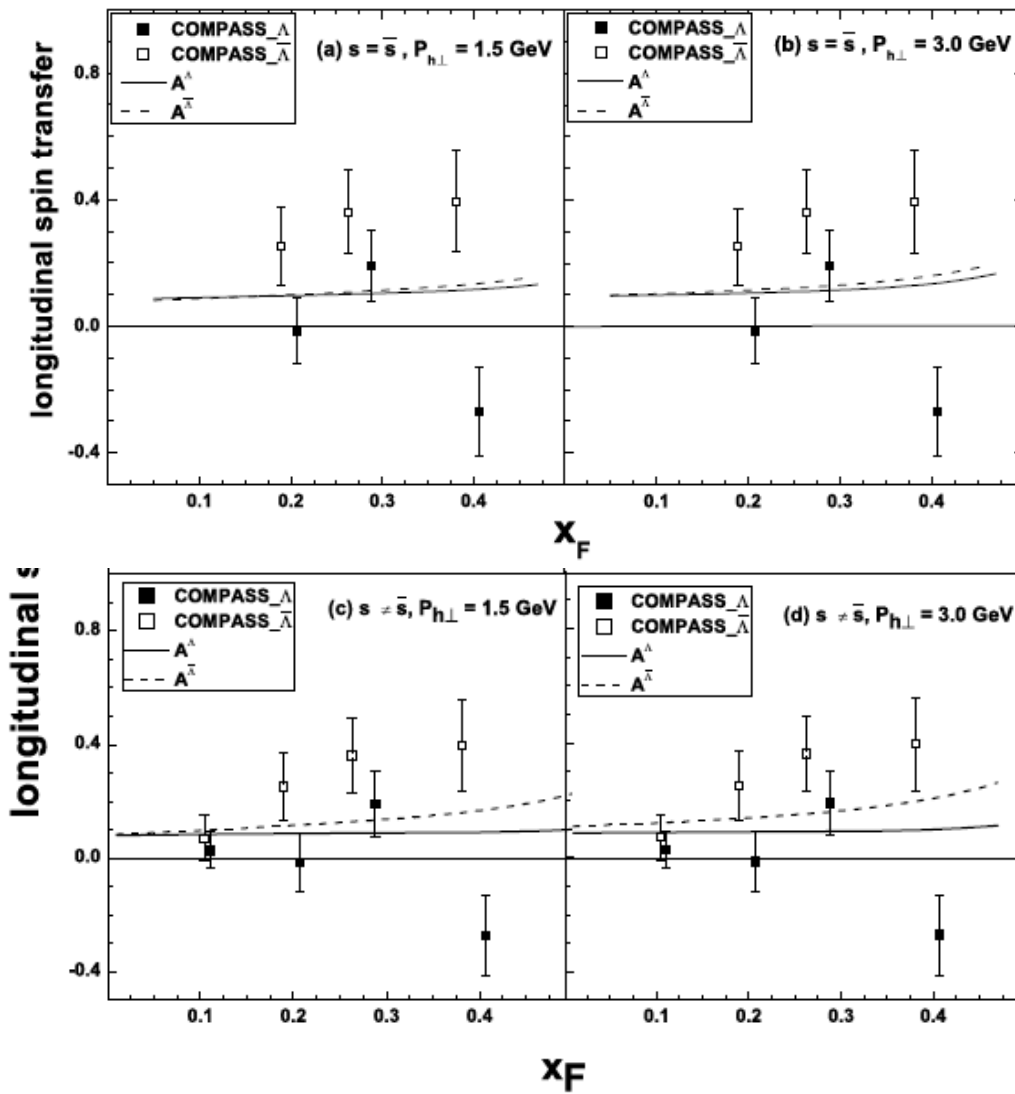 longitudinal spin transfer
COMPASS_Λ
COMPASS_Λ̅
A^Λ
A^Λ̅
(a) s = s̅ , P_h⊥ = 1.5 GeV
COMPASS_Λ
COMPASS_Λ̅
A^Λ
A^Λ̅
(b) s = s̅ , P_h⊥ = 3.0 GeV
0.8
0.4
0.0
-0.4
0.1 0.2 0.3 0.4 0.1 0.2 0.3 0.4
x_F
longitudinal s
COMPASS_Λ
COMPASS_Λ̅
A^Λ
A^Λ̅
(c) s ≠ s̅, P_h⊥ = 1.5 GeV
COMPASS_Λ
COMPASS_Λ̅
A^Λ
A^Λ̅
(d) s ≠ s̅, P_h⊥ = 3.0 GeV
0.8
0.4
0.0
-0.4
0.1 0.2 0.3 0.4 0.1 0.2 0.3 0.4
x_F